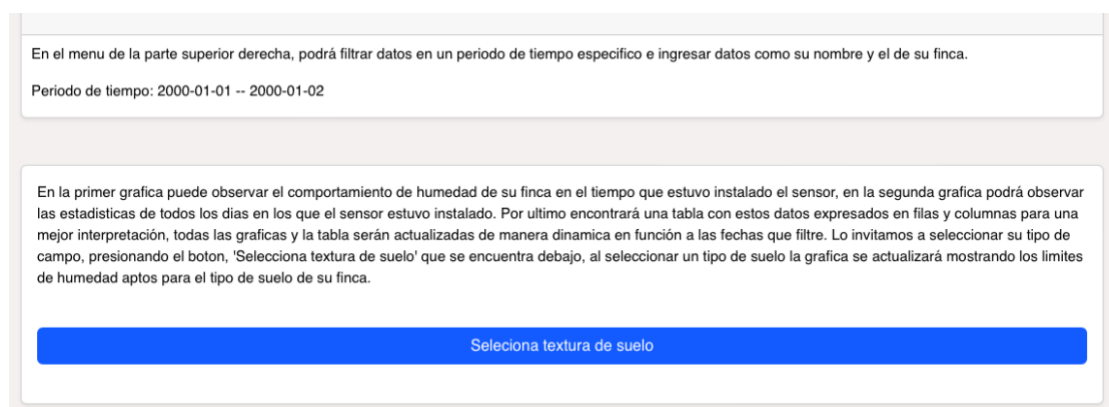 En el menu de la parte superior derecha, podrá filtrar datos en un periodo de tiempo especifico e ingresar datos como su nombre y el de su finca.
Periodo de tiempo: 2000-01-01 -- 2000-01-02
En la primer grafica puede observar el comportamiento de humedad de su finca en el tiempo que estuvo instalado el sensor, en la segunda grafica podrá observar
las estadisticas de todos los dias en los que el sensor estuvo instalado. Por ultimo encontrará una tabla con estos datos expresados en filas y columnas para una
mejor interpretación, todas las graficas y la tabla serán actualizadas de manera dinamica en función a las fechas que filtre. Lo invitamos a seleccionar su tipo de
campo, presionando el boton, 'Selecciona textura de suelo' que se encuentra debajo, al seleccionar un tipo de suelo la grafica se actualizará mostrando los limites
de humedad aptos para el tipo de suelo de su finca.
Seleciona textura de suelo